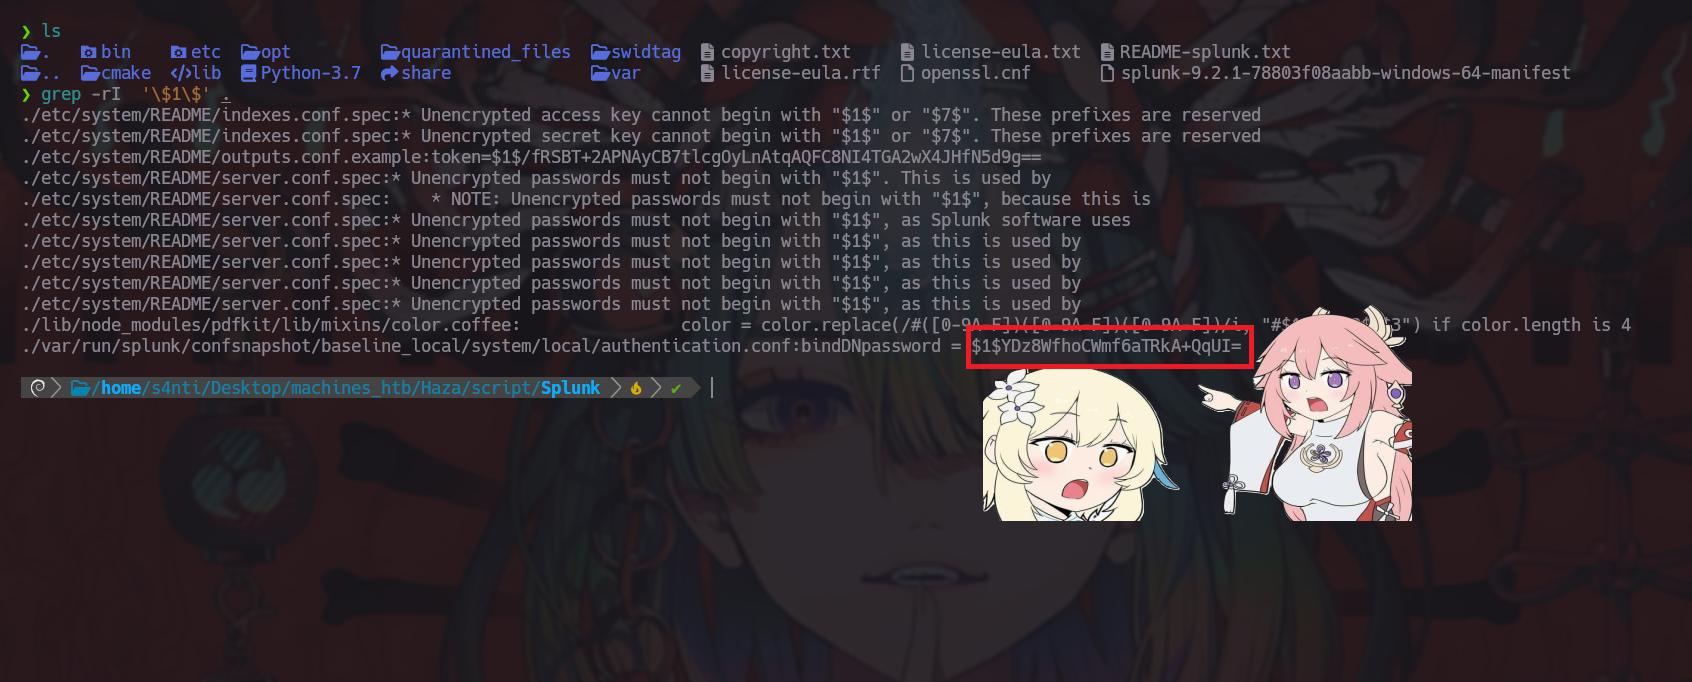 ❯ ls
. bin etc opt quarantined_files swidtag copyright.txt license-eula.txt README-splunk.txt
.. cmake lib Python-3.7 share var license-eula.rtf openssl.cnf splunk-9.2.1-78803f08aabb-windows-64-manifest
❯ grep -rI '\$1\$' .
./etc/system/README/indexes.conf.spec:* Unencrypted access key cannot begin with "$1$" or "$7$". These prefixes are reserved
./etc/system/README/indexes.conf.spec:* Unencrypted secret key cannot begin with "$1$" or "$7$". These prefixes are reserved
./etc/system/README/outputs.conf.example:token=$1$/fRSBT+2APNAyCB7tlcgOyLnAtqAQFC8NI4TGA2wX4JHfN5d9g==
./etc/system/README/server.conf.spec:* Unencrypted passwords must not begin with "$1$". This is used by
./etc/system/README/server.conf.spec: * NOTE: Unencrypted passwords must not begin with "$1$", because this is
./etc/system/README/server.conf.spec:* Unencrypted passwords must not begin with "$1$", as Splunk software uses
./etc/system/README/server.conf.spec:* Unencrypted passwords must not begin with "$1$", as this is used by
./etc/system/README/server.conf.spec:* Unencrypted passwords must not begin with "$1$", as this is used by
./etc/system/README/server.conf.spec:* Unencrypted passwords must not begin with "$1$", as this is used by
./etc/system/README/server.conf.spec:* Unencrypted passwords must not begin with "$1$", as this is used by
./lib/node_modules/pdfkit/lib/mixins/color.coffee: color = color.replace(/#([0-9A-F])([0-9A-F])([0-9A-F])/i, if color.length is 4
./var/run/splunk/confsnapshot/baseline_local/system/local/authentication.conf:bindDNpassword = $1$YDz8WfhoCWmf6aTRkA+QqUI=
/home/s4nti/Desktop/machines_htb/Haza/script/Splunk ✔